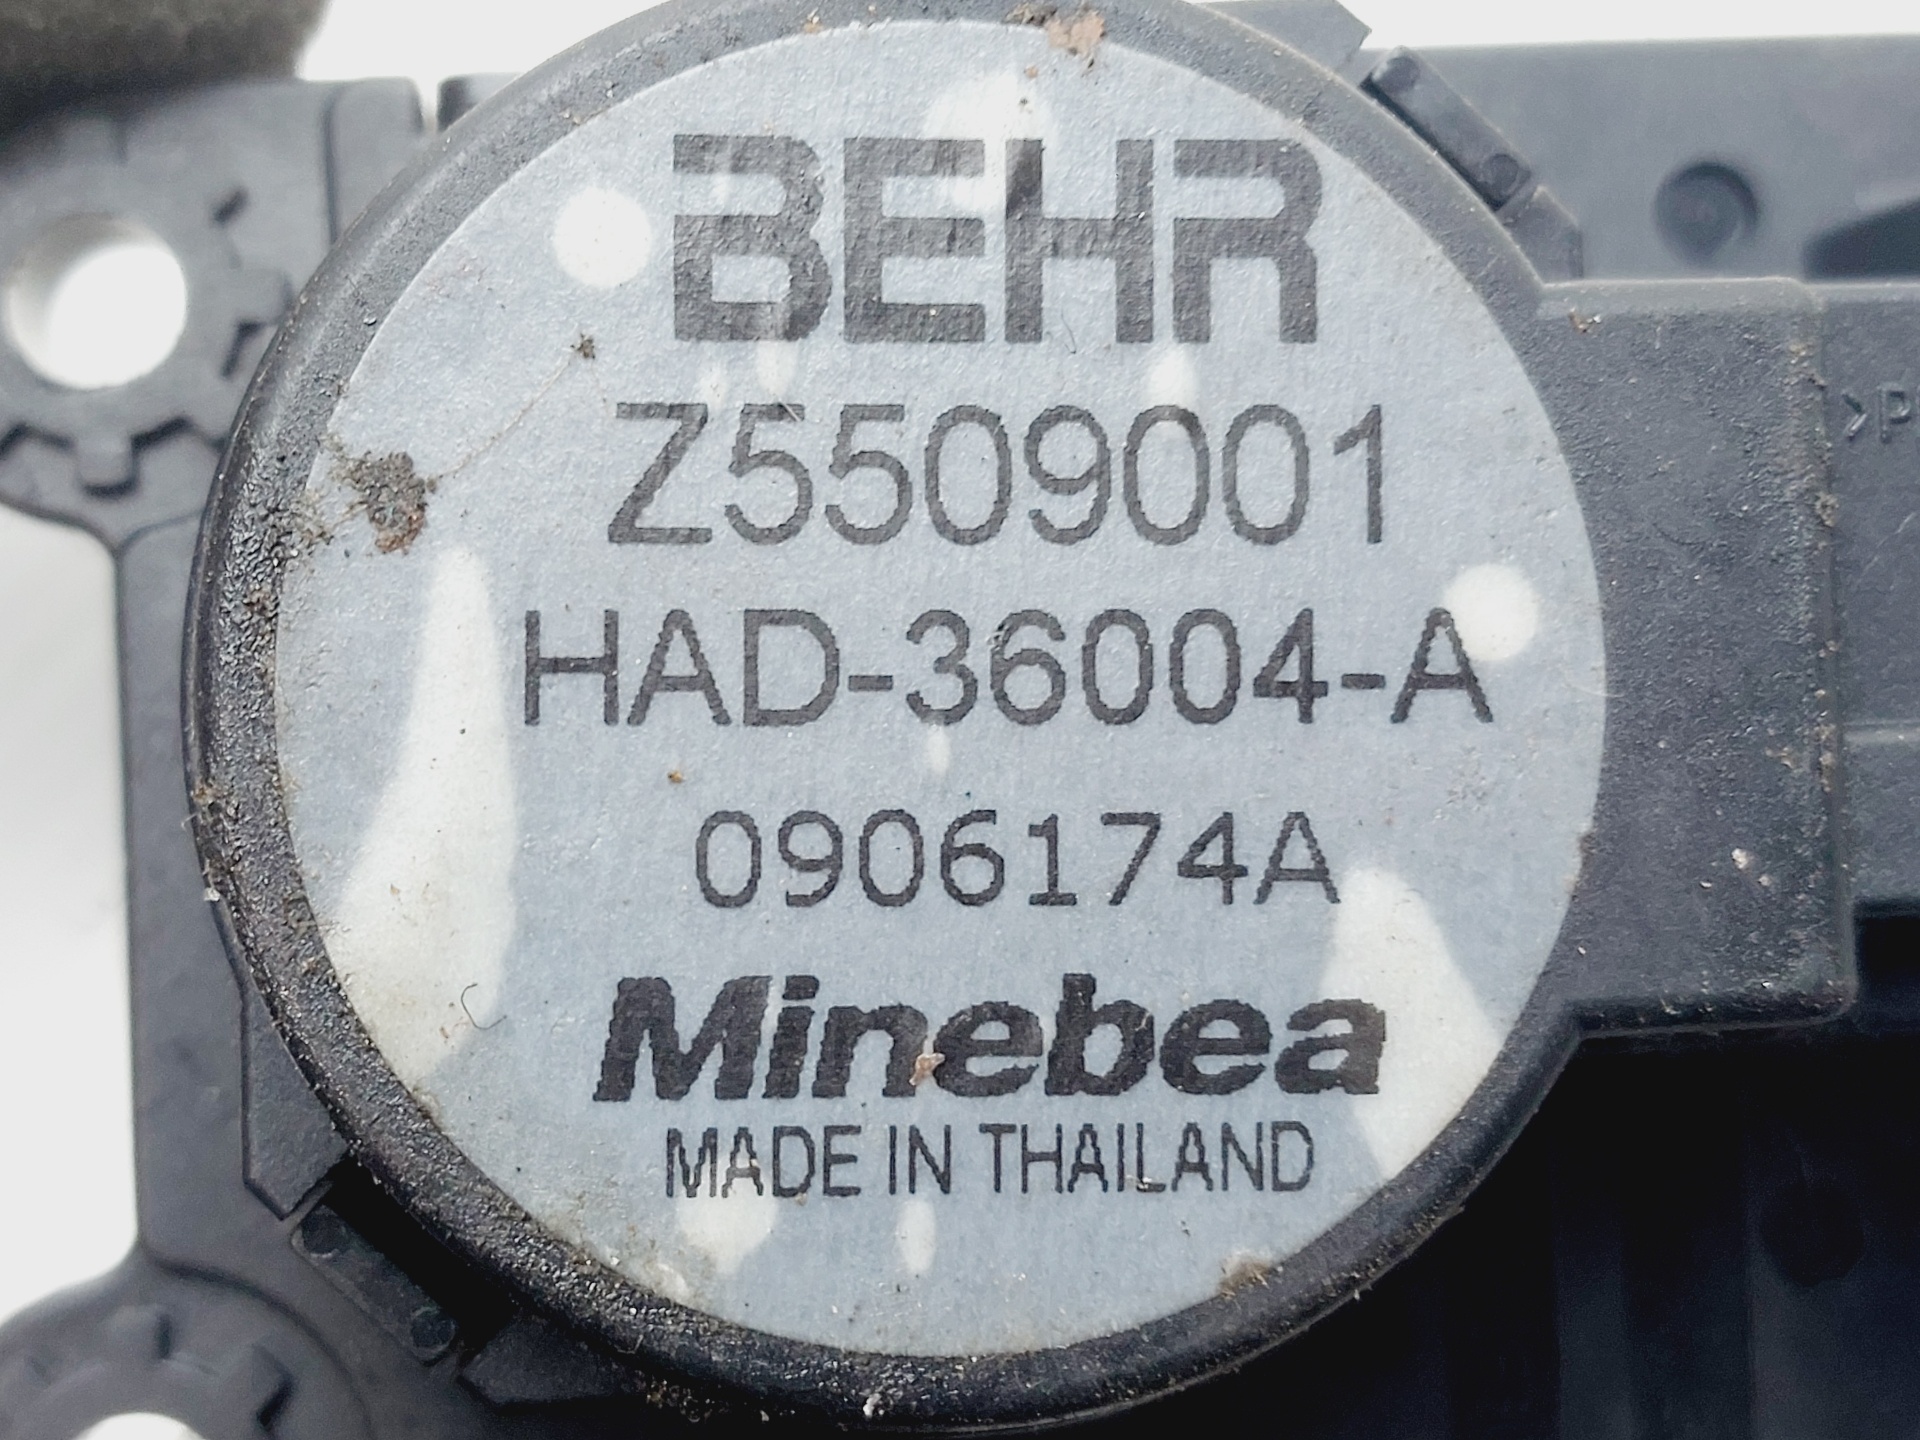 BEHR
Z5509001
HAD-36004-A
0906174A
Minebea
MADE IN THAILAND